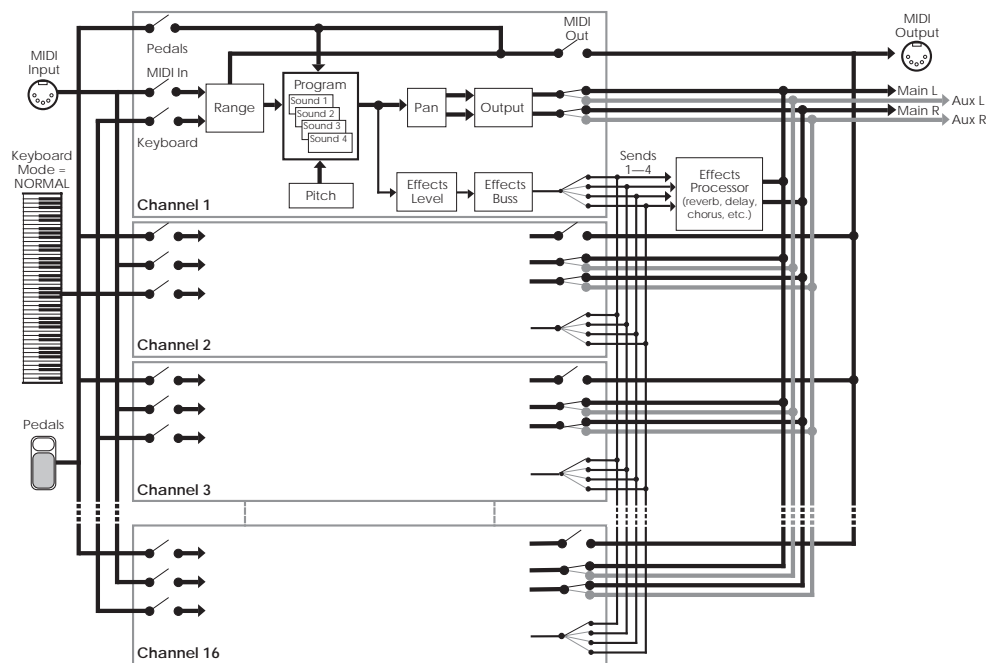 MIDI
Input
Keyboard
Mode =
NORMAL
Pedals
Pedals
MIDI In
Keyboard
Range
Program
Sound 1
Sound 2
Sound 3
Sound 4
Pitch
Pan
Output
MIDI
Out
Effects
Level
Effects
Buss
Channel 1
Sends
1—4
Effects
Processor
(reverb, delay,
chorus, etc.)
MIDI
Output
Main L
Aux L
Main R
Aux R
Channel 2
Channel 3
Channel 16